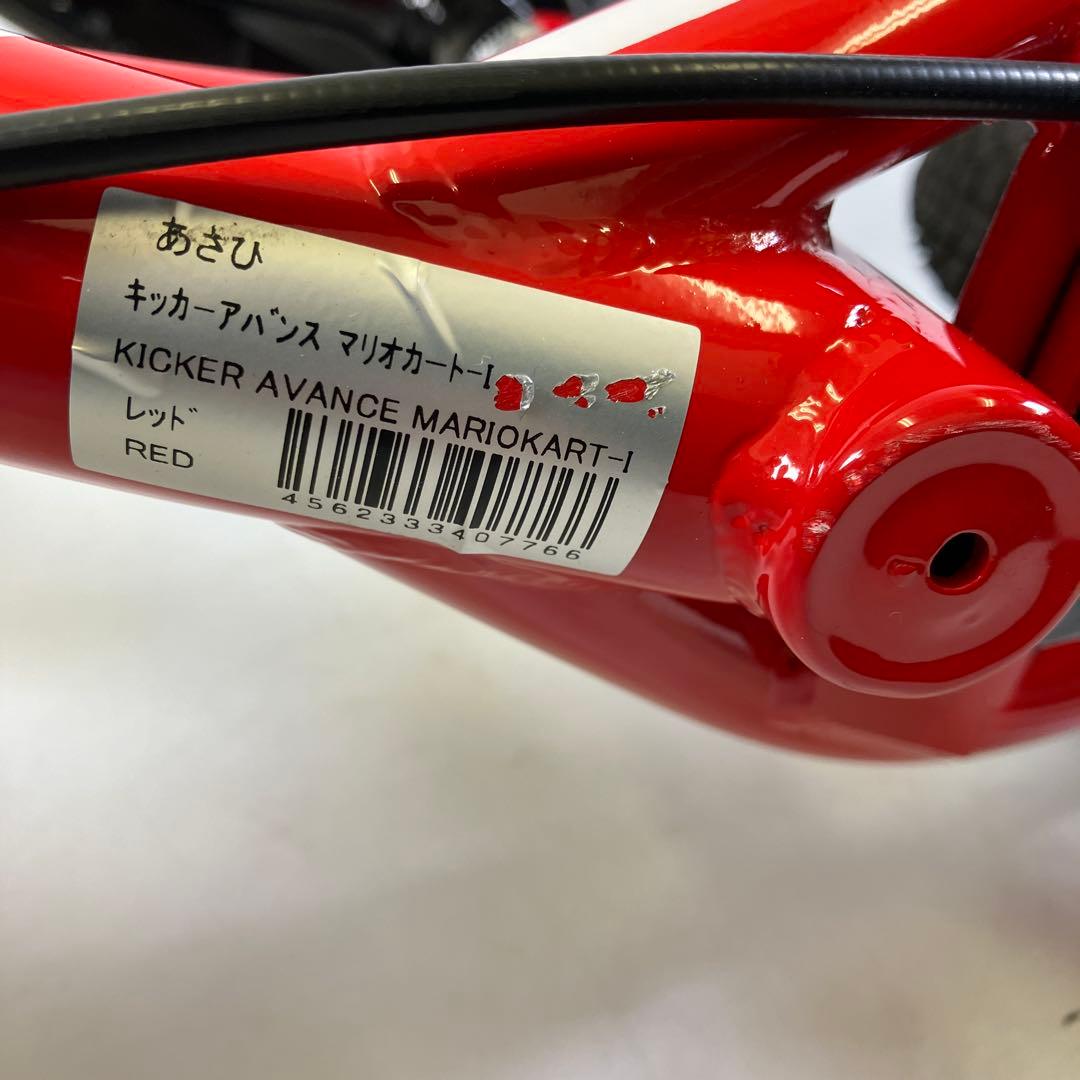 あさひ
ｷｯｶｰｱﾊﾞﾝｽ ﾏﾘｵｶｰﾄ-I
KICKER AVANCE MARIOKART-I
ﾚｯﾄﾞ
RED
4562333407766